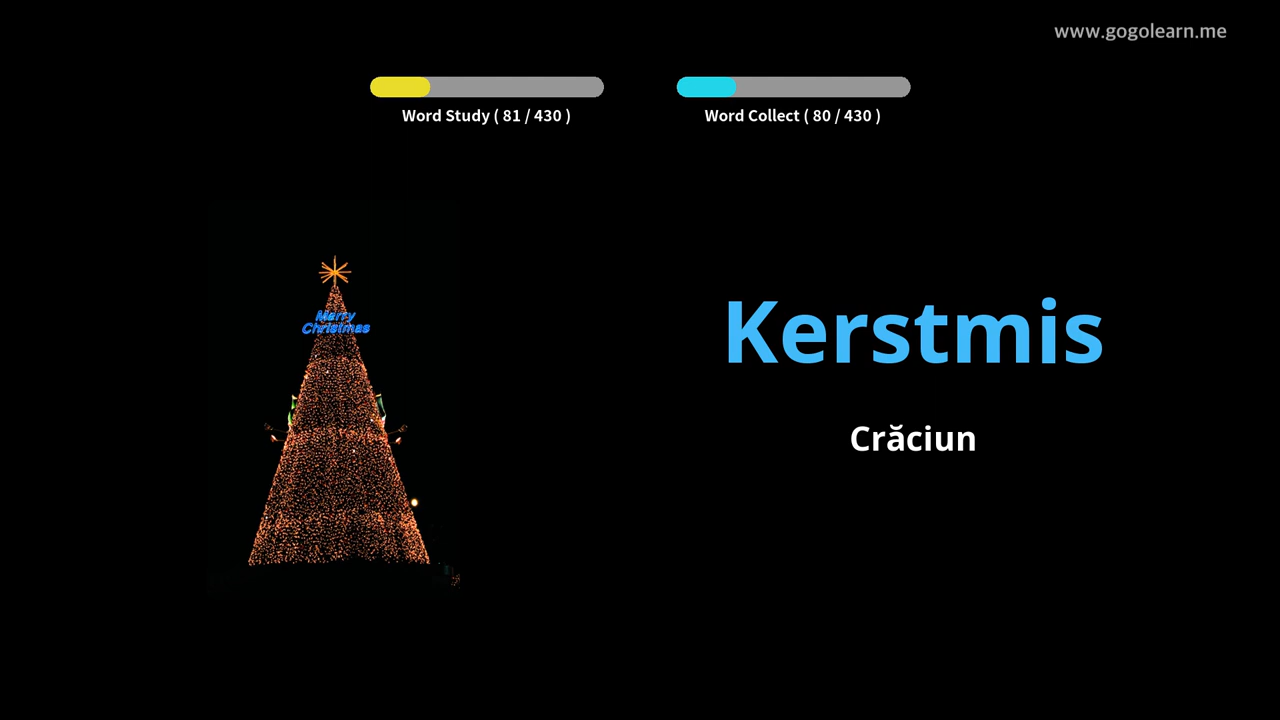 www.gogolearn.me
Word Study ( 81 / 430 )
Word Collect ( 80 / 430 )
Merry
Christmas
Kerstmis
Crăciun